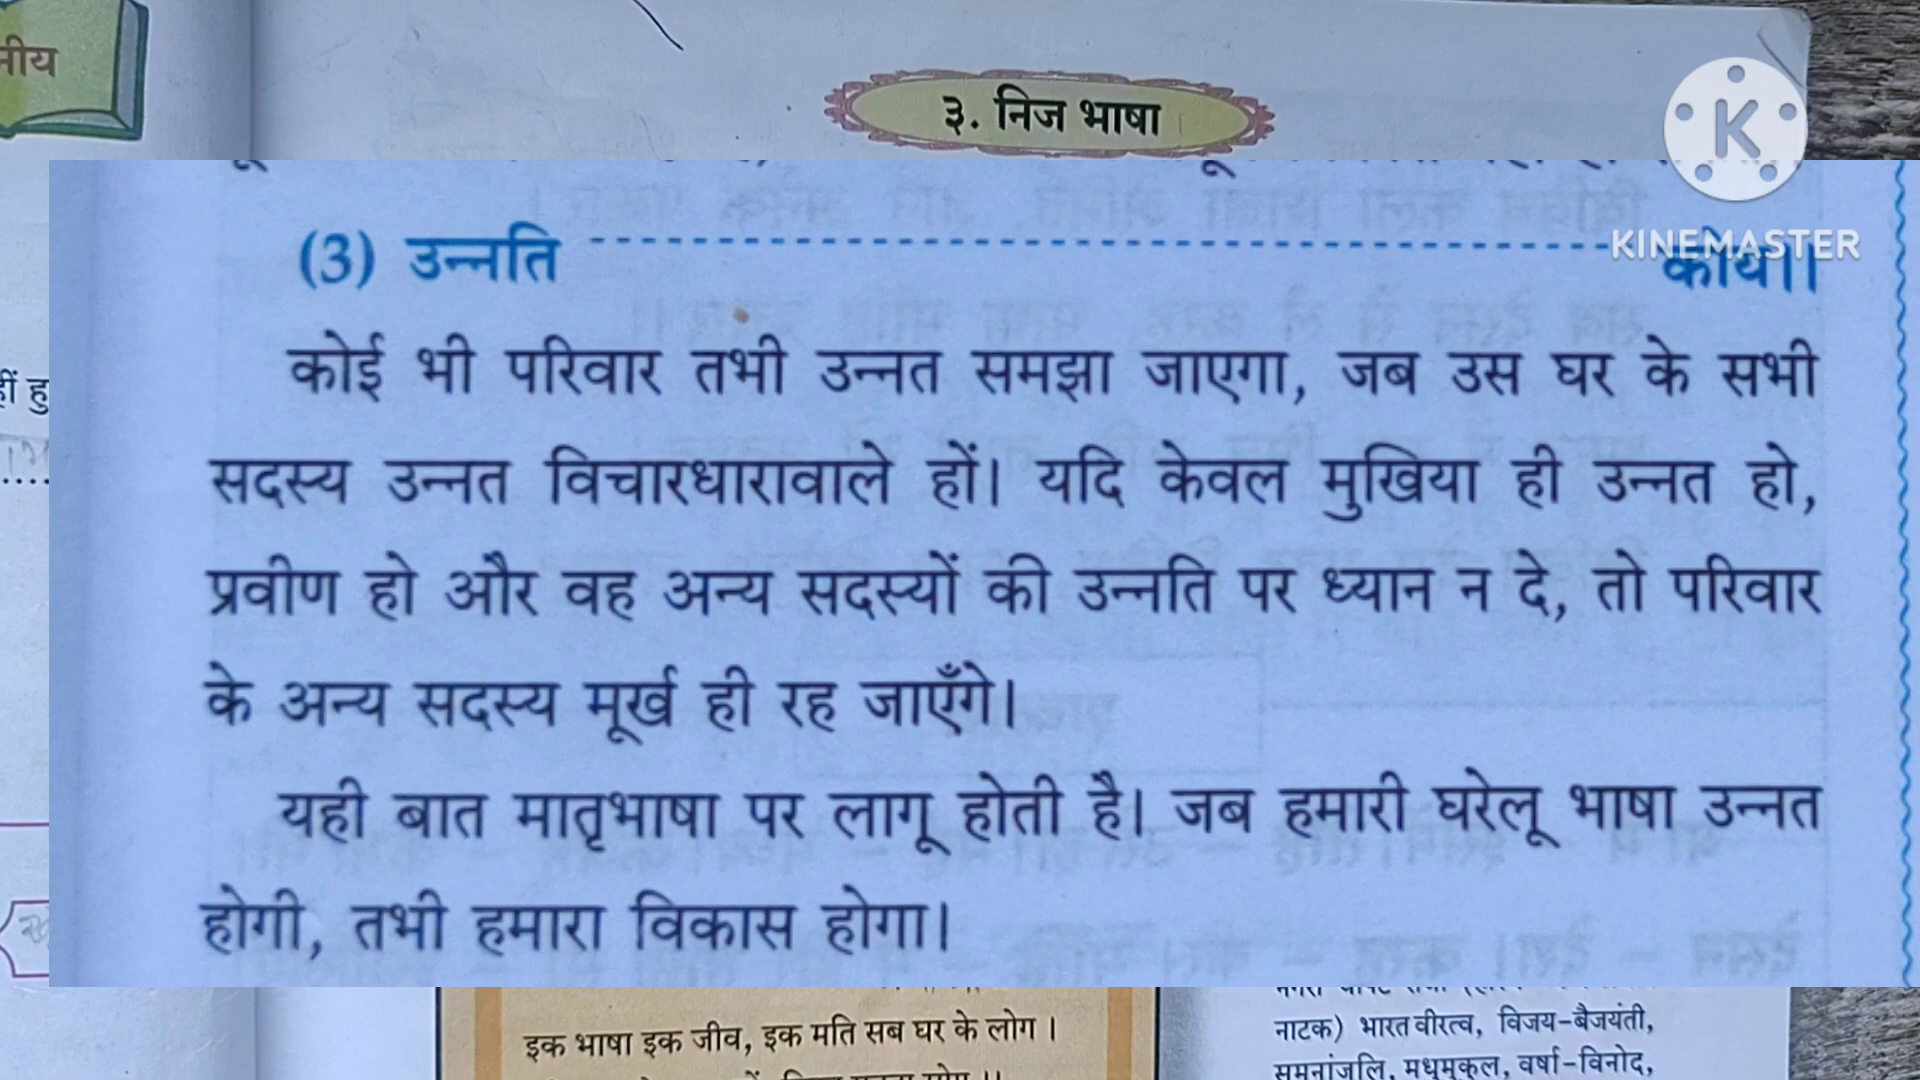 नीय
३. निज भाषा
K
KINEMASTER
(3) उन्नति ---------- कोय।।
कोई भी परिवार तभी उन्नत समझा जाएगा, जब उस घर के सभी
सदस्य उन्नत विचारधारावाले हों। यदि केवल मुखिया ही उन्नत हो,
प्रवीण हो और वह अन्य सदस्यों की उन्नति पर ध्यान न दे, तो परिवार
के अन्य सदस्य मूर्ख ही रह जाएँगे।
यही बात मातृभाषा पर लागू होती है। जब हमारी घरेलू भाषा उन्नत
होगी, तभी हमारा विकास होगा।
इक भाषा इक जीव, इक मति सब घर के लोग ।
नाटक) भारत वीरत्व, विजय-बैजयंती,
सुमनांजलि, मधुमुकुल, वर्षा-विनोद,